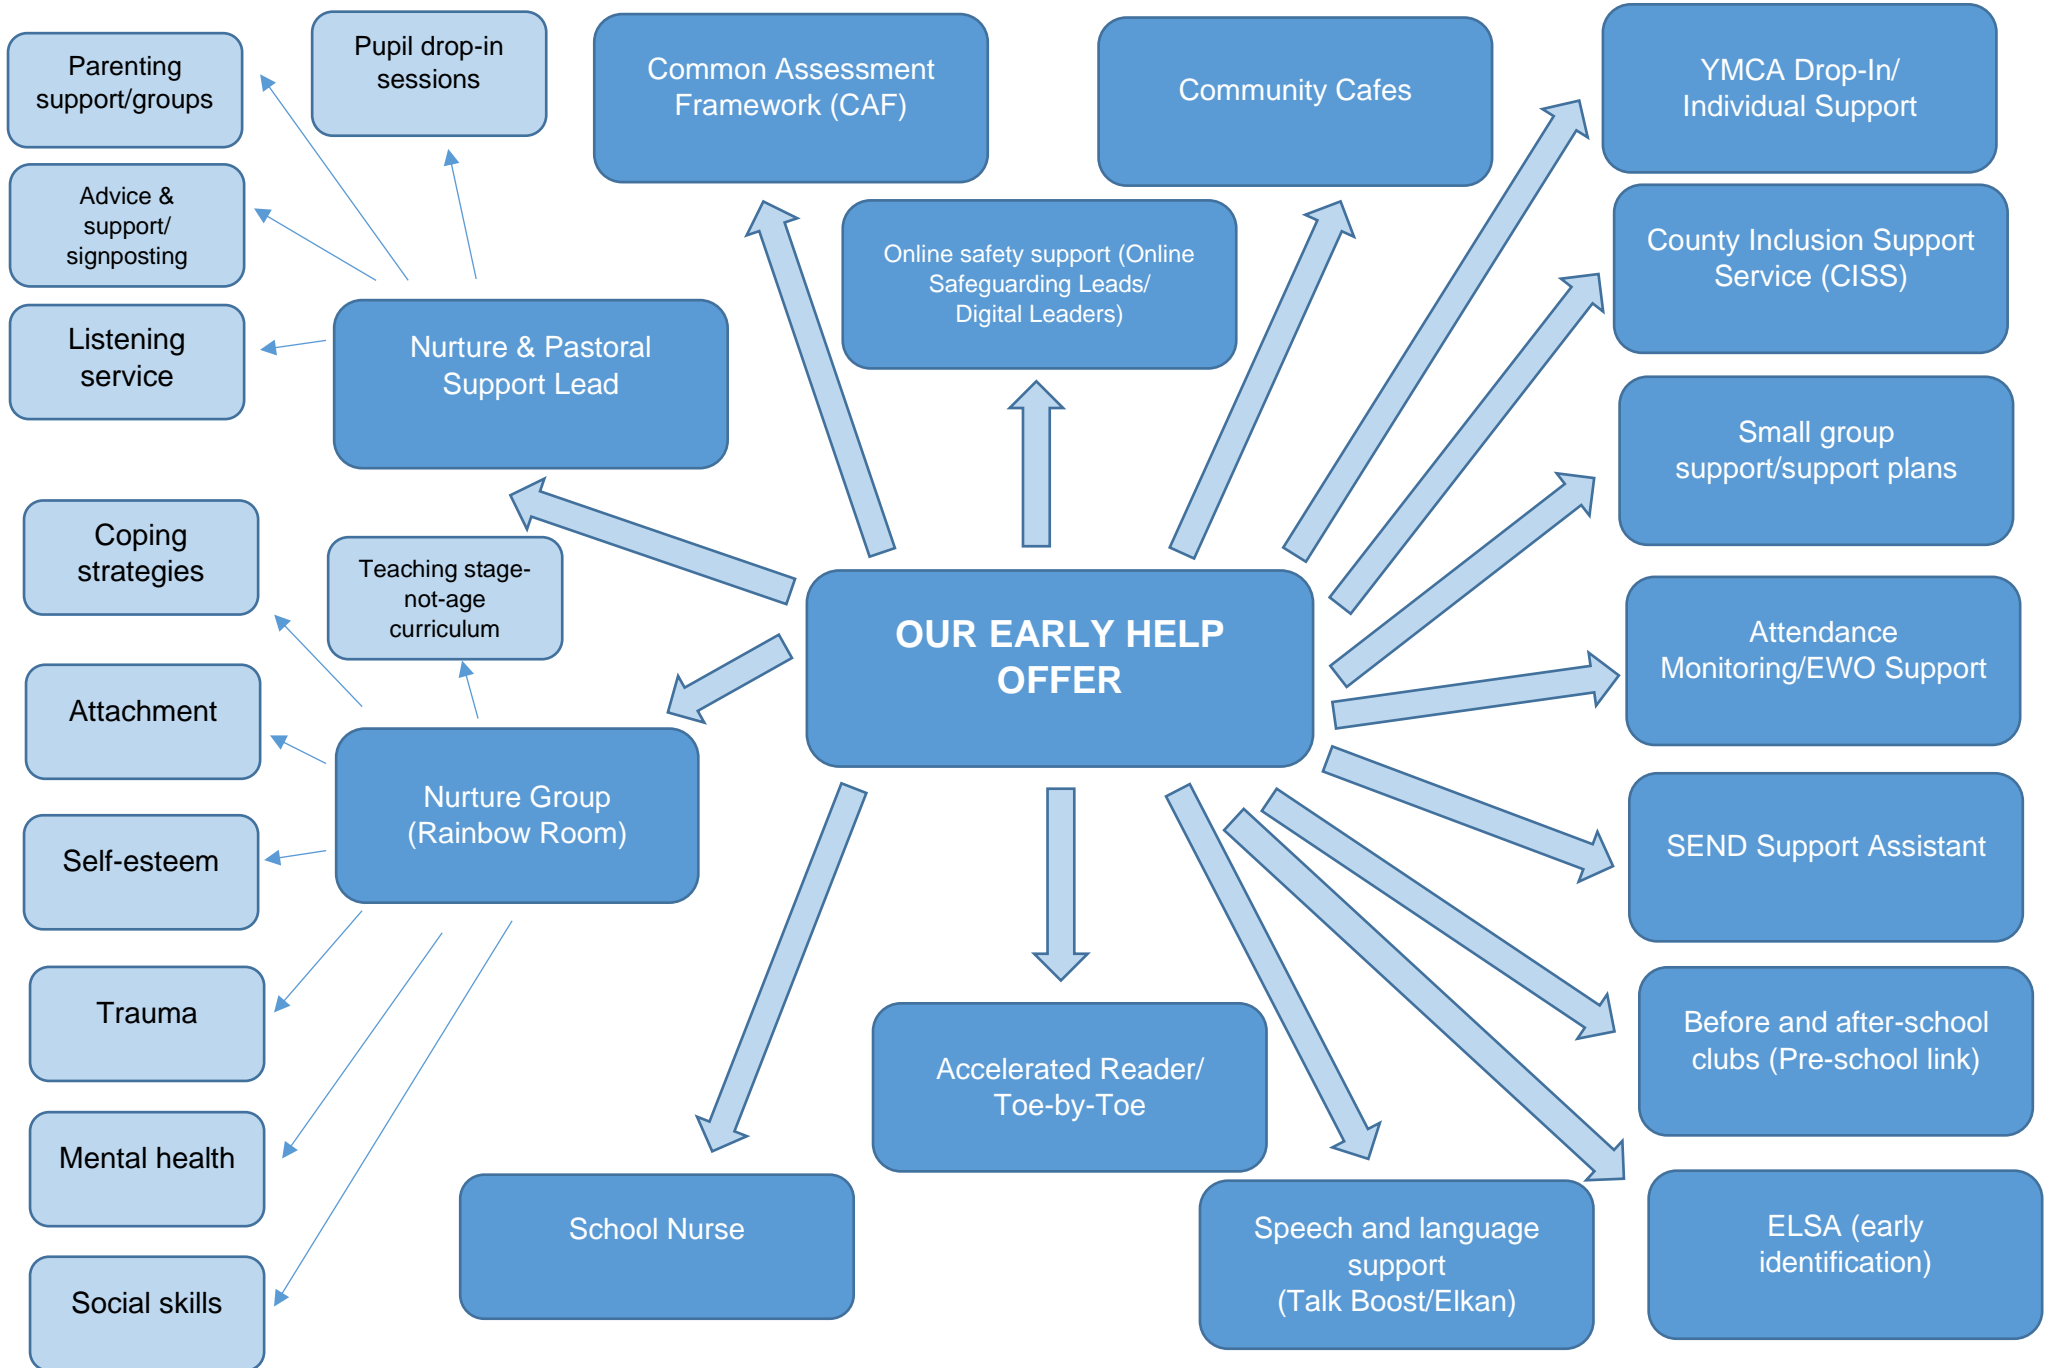 Parenting
support/groups
Pupil drop-in
sessions
Common Assessment
Framework (CAF)
Community Cafes
YMCA Drop-In/
Individual Support
Advice &
support/
signposting
Online safety support (Online
Safeguarding Leads/
Digital Leaders)
County Inclusion Support
Service (CISS)
Listening
service
Nurture & Pastoral
Support Lead
Small group
support/support plans
Coping
strategies
Teaching stage-
not-age
curriculum
OUR EARLY HELP
OFFER
Attendance
Monitoring/EWO Support
Attachment
Nurture Group
(Rainbow Room)
SEND Support Assistant
Self-esteem
Trauma
Accelerated Reader/
Toe-by-Toe
Before and after-school
clubs (Pre-school link)
Mental health
School Nurse
Speech and language
support
(Talk Boost/Elkan)
ELSA (early
identification)
Social skills